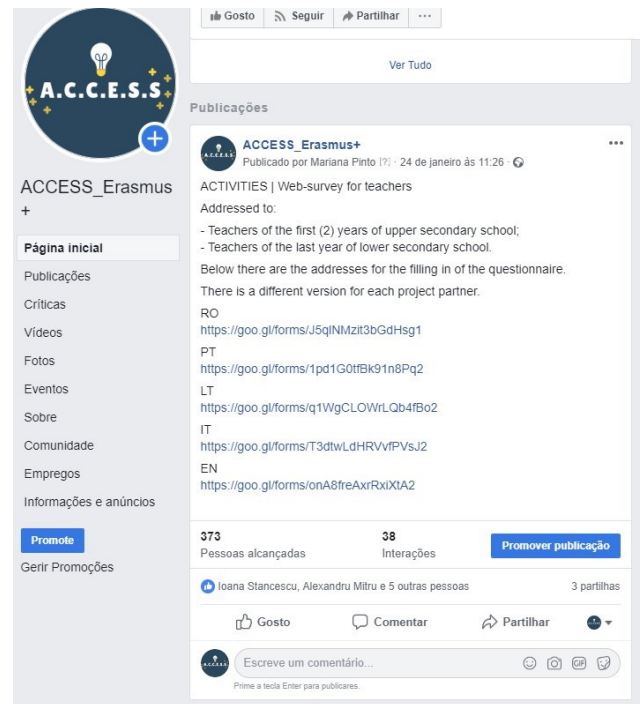 Gosto Seguir Partilhar ...
Ver Tudo
A.C.C.E.S.S
ACCESS_Erasmus
+
Página inicial
Publicações
Críticas
Vídeos
Fotos
Eventos
Sobre
Comunidade
Empregos
Informações e anúncios
Promote
Gerir Promoções
Publicações
ACCESS_Erasmus+
Publicado por Mariana Pinto [?] · 24 de janeiro às 11:26 ·
ACTIVITIES | Web-survey for teachers
Addressed to:
- Teachers of the first (2) years of upper secondary school;
- Teachers of the last year of lower secondary school.
Below there are the addresses for the filling in of the questionnaire.
There is a different version for each project partner.
RO
https://goo.gl/forms/J5qlNMzit3bGdHsg1
PT
https://goo.gl/forms/1pd1G0tfBk91n8Pq2
LT
https://goo.gl/forms/q1WgCLOWrLQb4fBo2
IT
https://goo.gl/forms/T3dtwLdHRVvfPVsJ2
EN
https://goo.gl/forms/onA8freAxrRxiXtA2
373 38
Pessoas alcançadas Interações Promover publicação
Ioana Stancescu, Alexandru Mitru e 5 outras pessoas 3 partilhas
Gosto Comentar Partilhar
Escreve um comentário... GIF
Prime a tecla Enter para publicares.